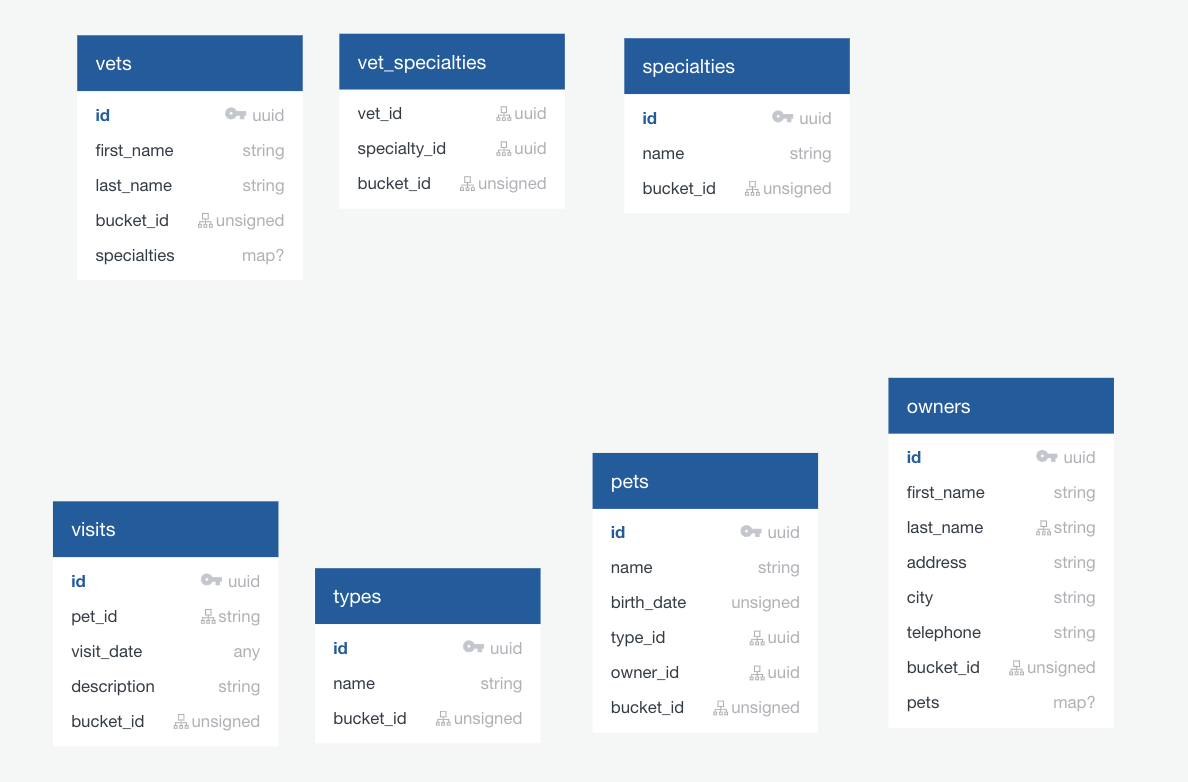 vets
id uuid
first_name string
last_name string
bucket_id unsigned
specialties map?
vet_specialties
vet_id uuid
specialty_id uuid
bucket_id unsigned
specialties
id uuid
name string
bucket_id unsigned
visits
id uuid
pet_id string
visit_date any
description string
bucket_id unsigned
types
id uuid
name string
bucket_id unsigned
pets
id uuid
name string
birth_date unsigned
type_id uuid
owner_id uuid
bucket_id unsigned
owners
id uuid
first_name string
last_name string
address string
city string
telephone string
bucket_id unsigned
pets map?